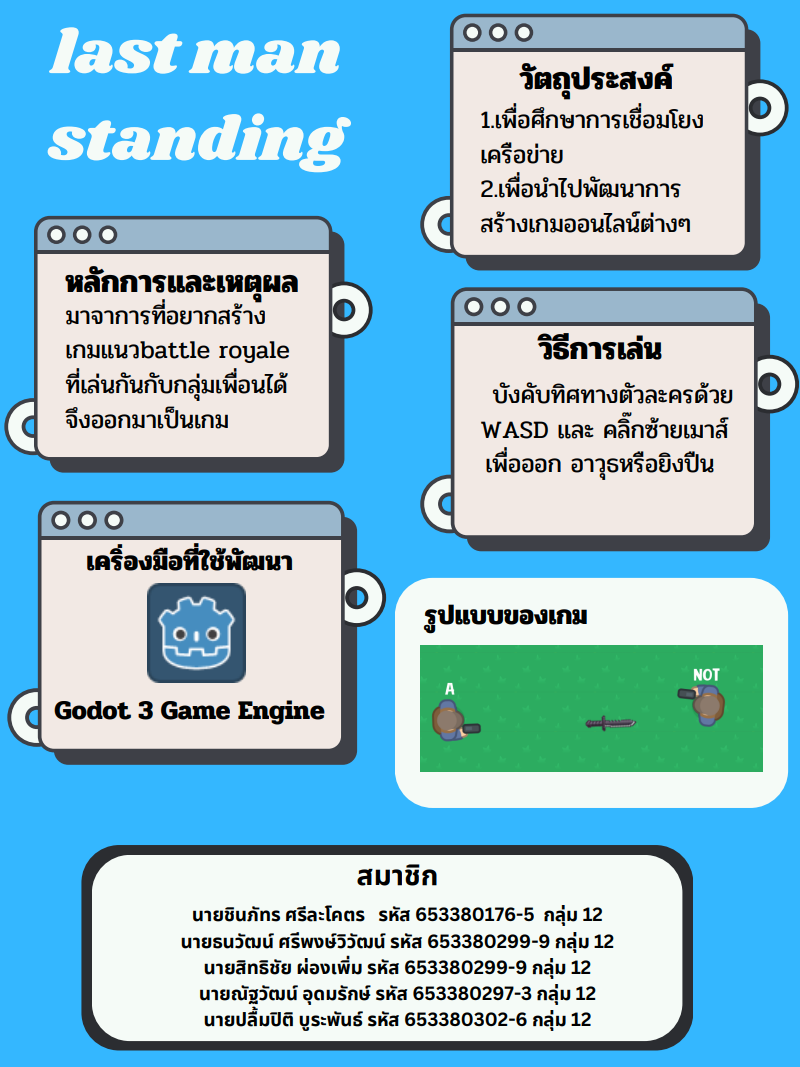 last man
standing
วัตถุประสงค์
1.เพื่อศึกษาการเชื่อมโยง
เครือข่าย
2.เพื่อนำไปพัฒนาการ
สร้างเกมออนไลน์ต่างๆ
หลักการและเหตุผล
มาจาการที่อยากสร้าง
เกมแนวbattle royale
ที่เล่นกันกับกลุ่มเพื่อนได้
จึงออกมาเป็นเกม
วิธีการเล่น
บังคับทิศทางตัวละครด้วย
WASD และ คลิ๊กซ้ายเมาส์
เพื่อออก อาวุธหรือยิงปืน
เครื่องมือที่ใช้พัฒนา
Godot 3 Game Engine
รูปแบบของเกม
A
NOT
สมาชิก
นายชินภัทร ศรีละโคตร รหัส 653380176-5 กลุ่ม 12
นายธนวัฒน์ ศรีพงษ์วิวัฒน์ รหัส 653380299-9 กลุ่ม 12
นายสิทธิชัย ผ่องเพิ่ม รหัส 653380299-9 กลุ่ม 12
นายณัฐวัฒน์ อุดมรักษ์ รหัส 653380297-3 กลุ่ม 12
นายปลื้มปิติ บูระพันธ์ รหัส 653380302-6 กลุ่ม 12